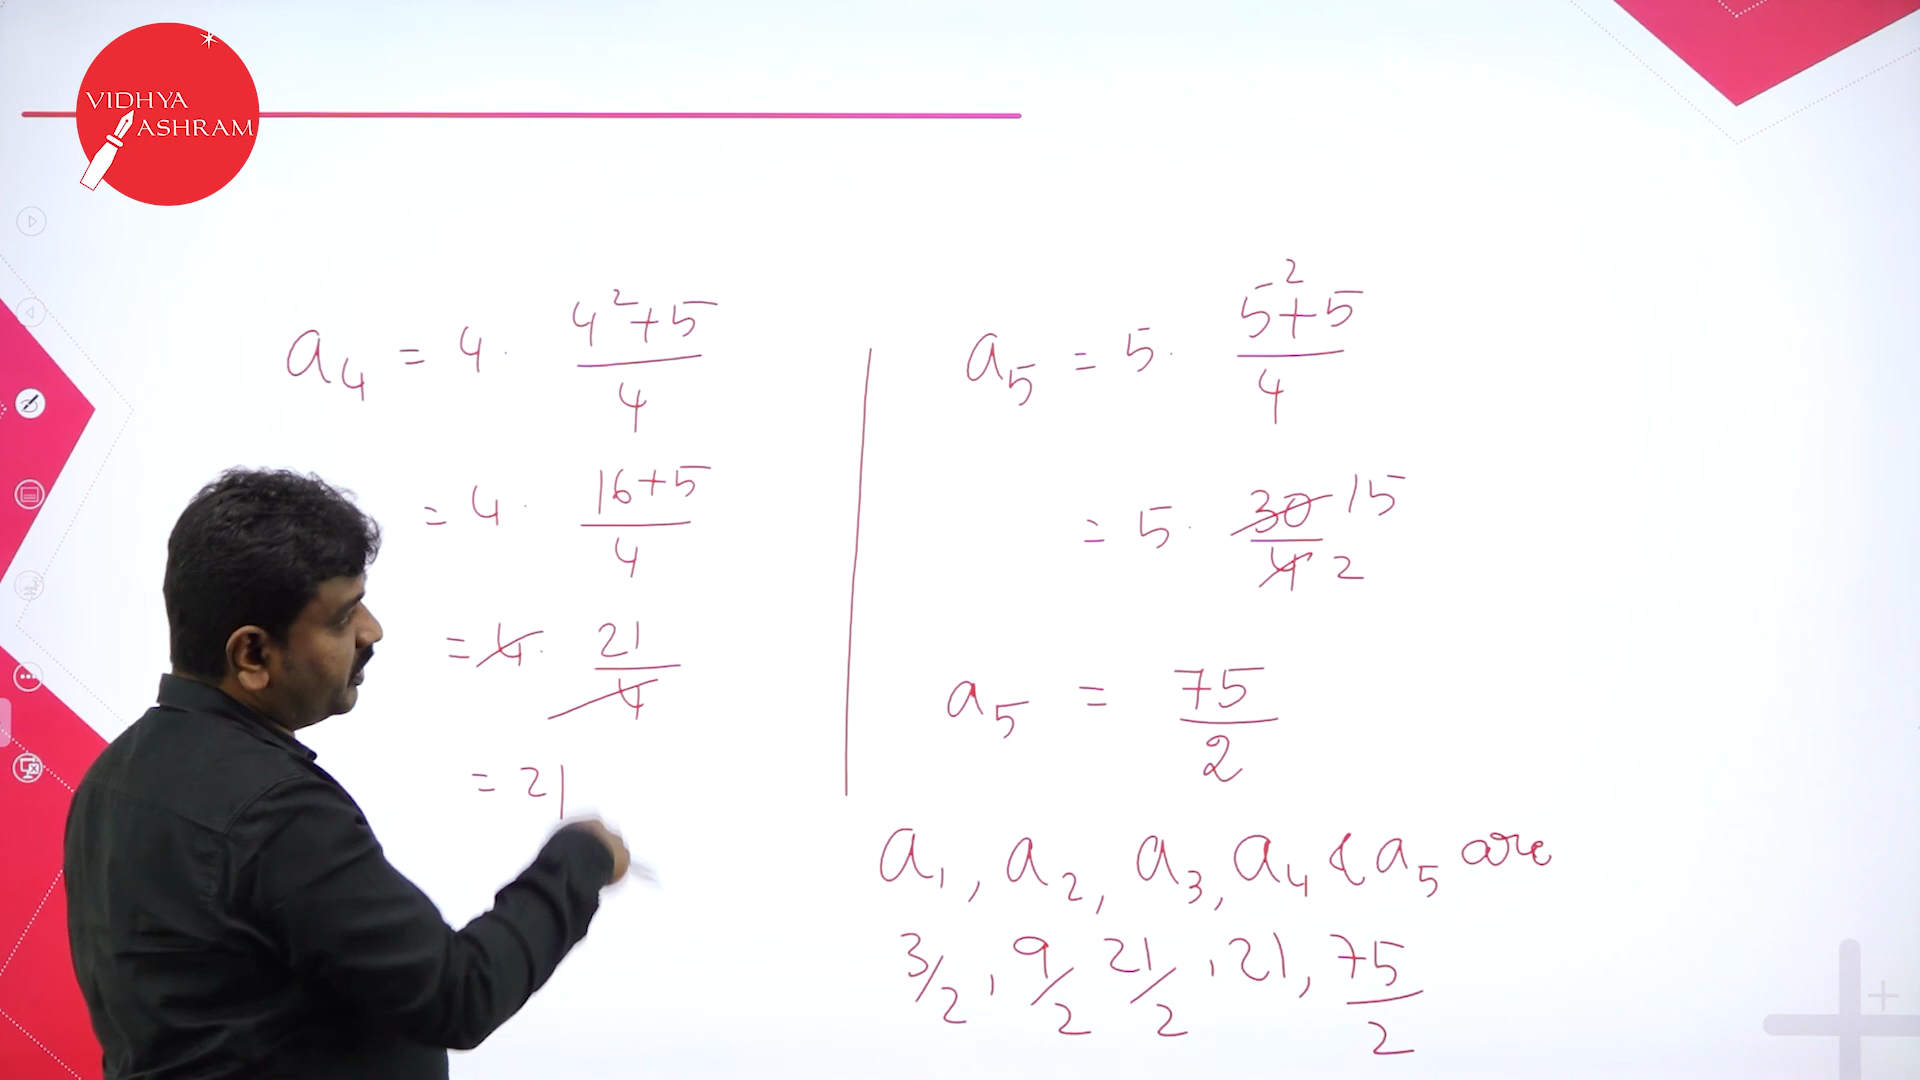 VIDHYA
ASHRAM
a₄ = 4 · (4² + 5)/4
= 4 · (16+5)/4
= 4 · 21/4
= 21
a₅ = 5 · (5² + 5)/4
= 5 · 30/4 15/2
a₅ = 75/2
a₁, a₂, a₃, a₄ & a₅ are
3/2, 9/2 21/2, 21, 75/2